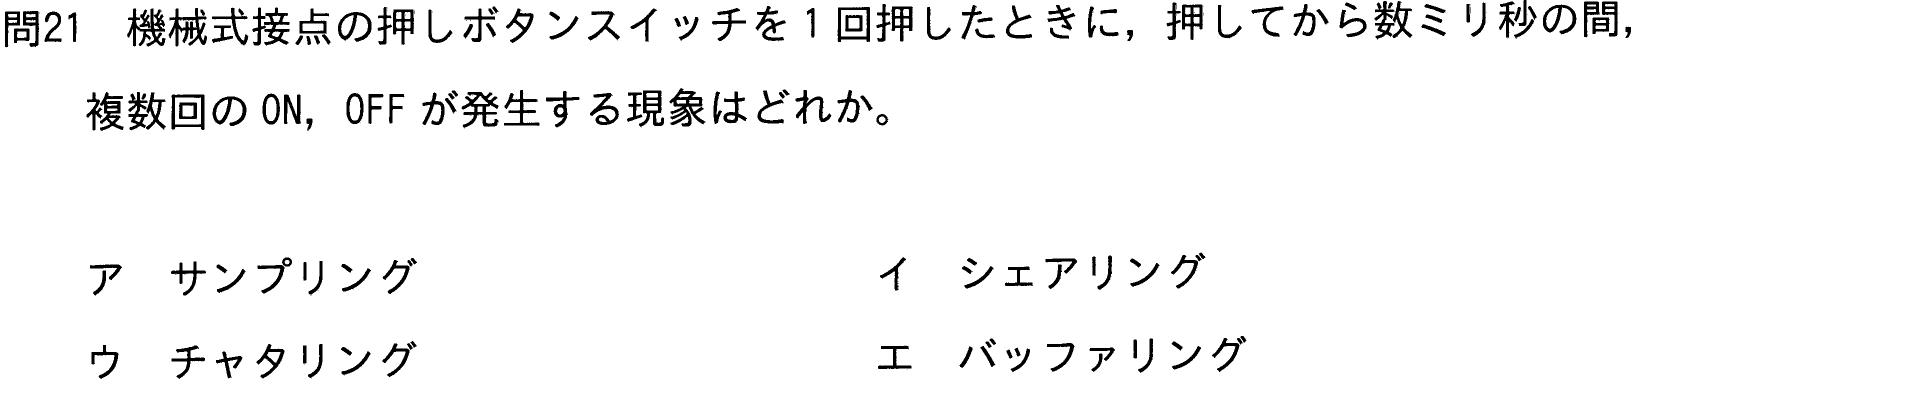 問21 機械式接点の押しボタンスイッチを1回押したときに，押してから数ミリ秒の間，
複数回のON，OFFが発生する現象はどれか。
ア サンプリング イ シェアリング
ウ チャタリング エ バッファリング